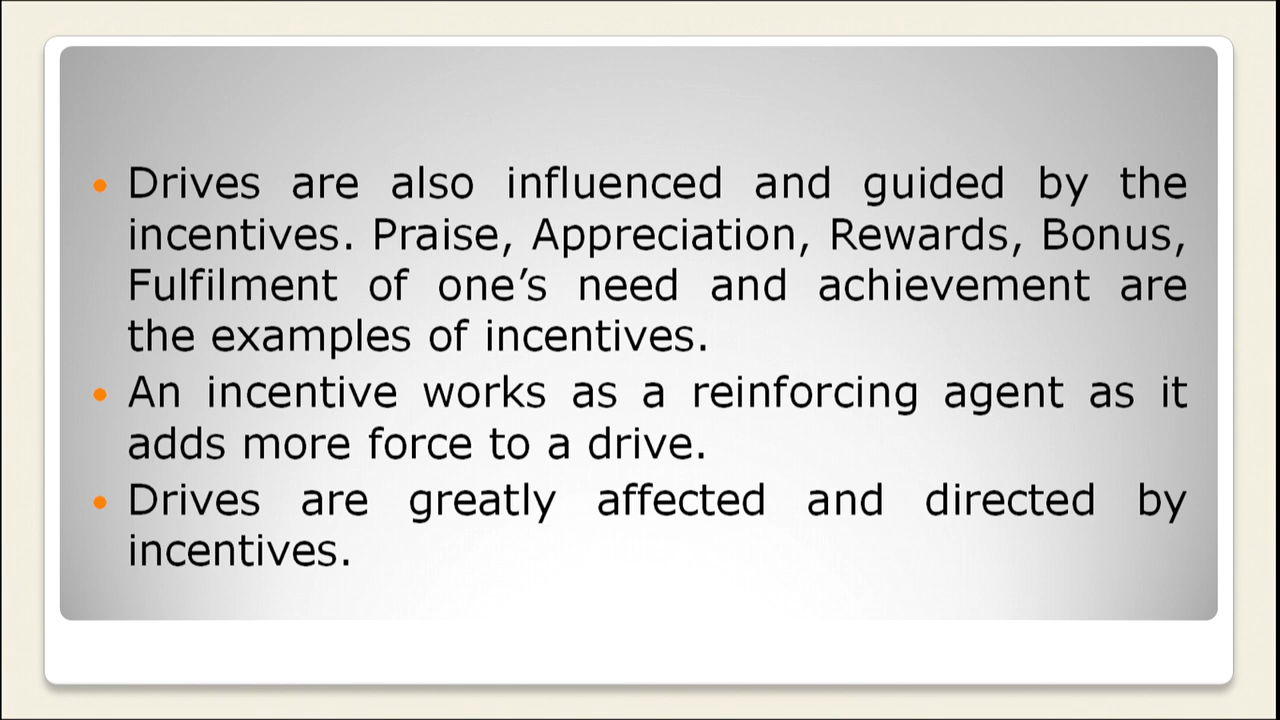 • Drives are also influenced and guided by the
incentives. Praise, Appreciation, Rewards, Bonus,
Fulfilment of one’s need and achievement are
the examples of incentives.
• An incentive works as a reinforcing agent as it
adds more force to a drive.
• Drives are greatly affected and directed by
incentives.